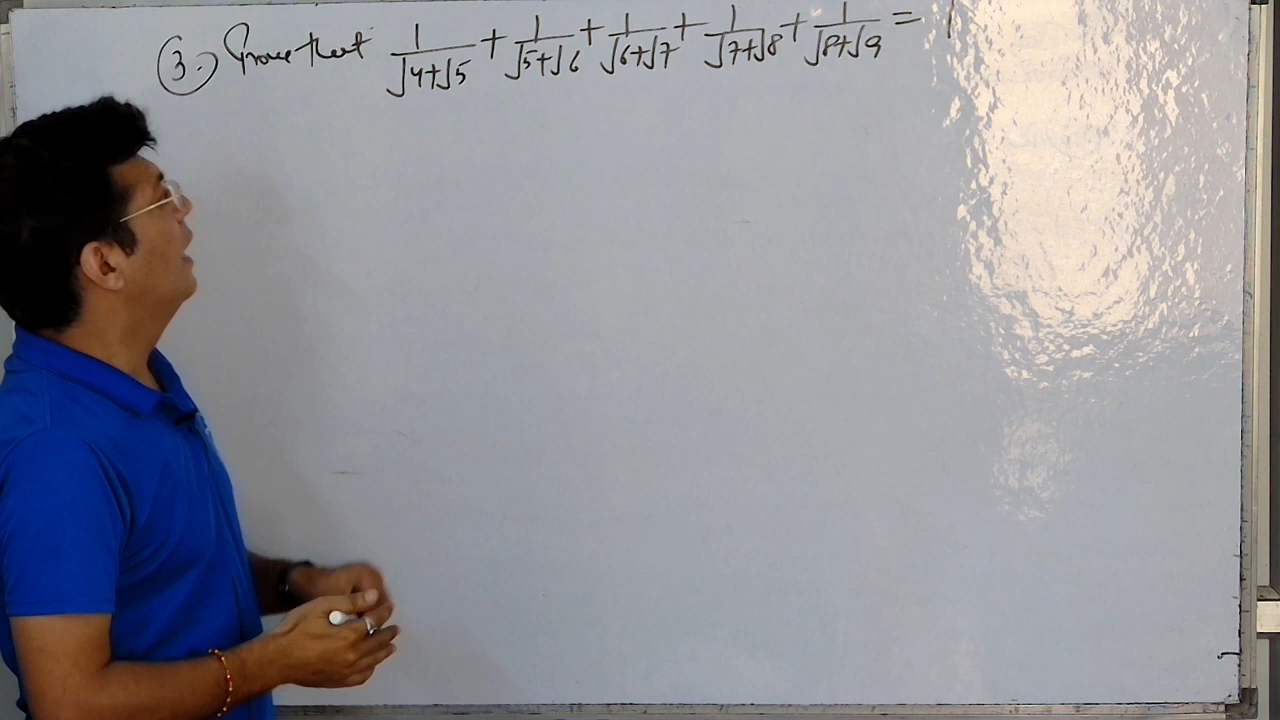 (3.) Prove that 1/(√4+√5) + 1/(√5+√6) + 1/(√6+√7) + 1/(√7+√8) + 1/(√8+√9) = 1